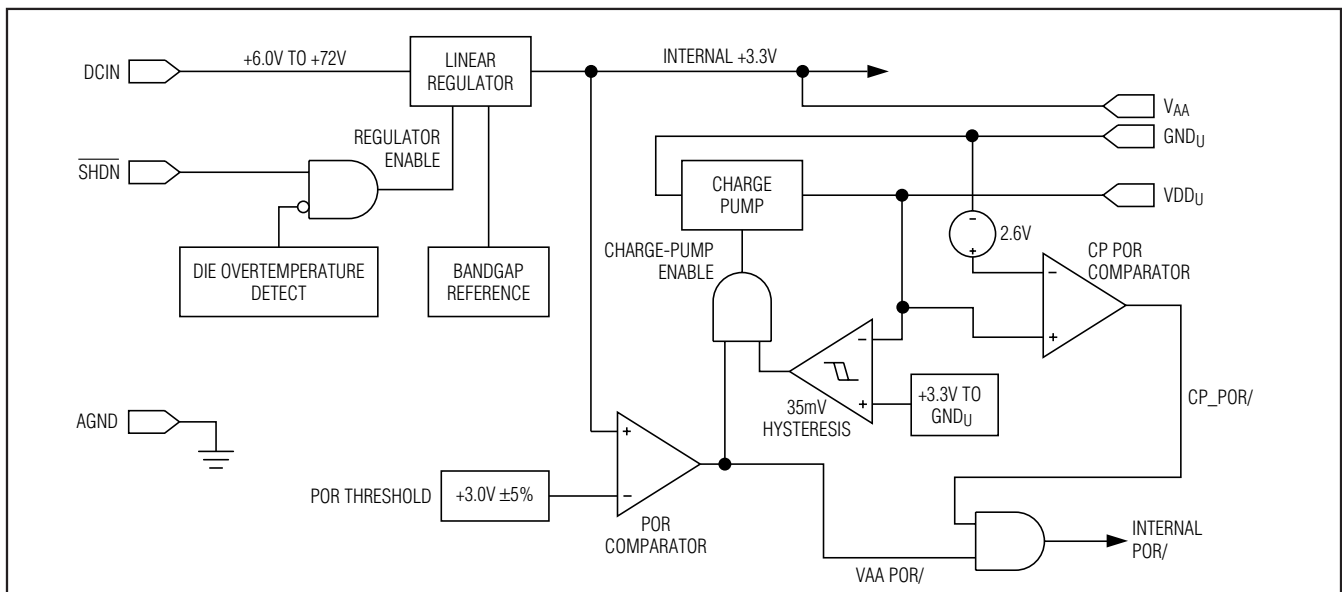 DCIN
+6.0V TO +72V
LINEAR
REGULATOR
INTERNAL +3.3V
VAA
GNDU
VDDU
SHDN
REGULATOR
ENABLE
DIE OVERTEMPERATURE
DETECT
BANDGAP
REFERENCE
CHARGE
PUMP
CHARGE-PUMP
ENABLE
-
+
2.6V
CP POR
COMPARATOR
-
+
-
+
35mV
HYSTERESIS
+3.3V TO
GNDU
CP_POR/
AGND
POR THRESHOLD
+3.0V ±5%
+
-
POR
COMPARATOR
VAA POR/
INTERNAL
POR/